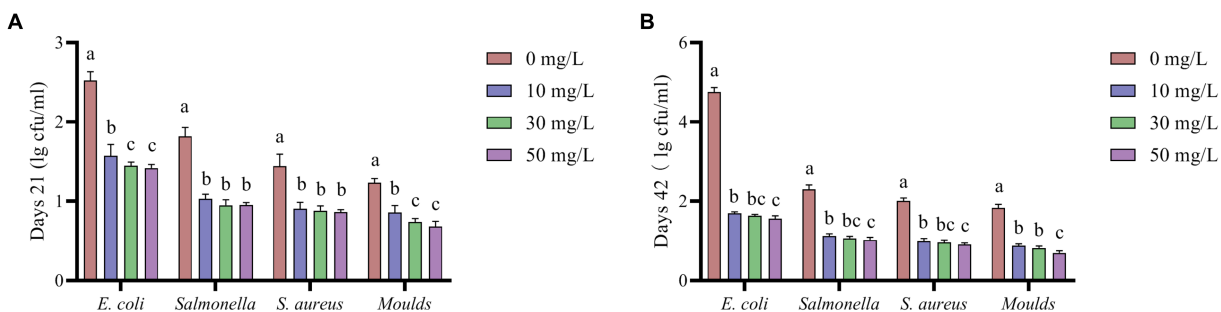 A
Days 21 (lg cfu/ml)
3
2
1
0
a
b
c
c
a
b
b
b
a
b
b
b
a
b
c
c
E. coli
Salmonella
S. aureus
Moulds
0 mg/L
10 mg/L
30 mg/L
50 mg/L
B
Days 42 ( lg cfu/ml)
6
4
2
0
a
b
bc
c
a
b
bc
c
a
b
bc
c
a
b
b
c
E. coli
Salmonella
S. aureus
Moulds
0 mg/L
10 mg/L
30 mg/L
50 mg/L